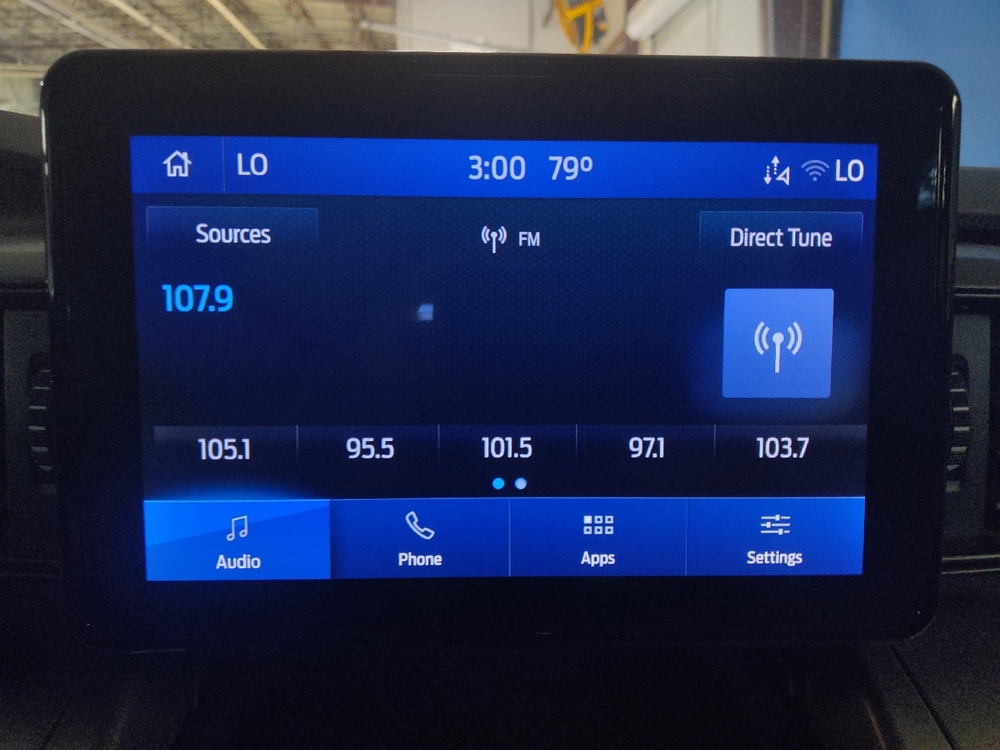 LO 3:00 79° LO
Sources FM Direct Tune
107.9
105.1 95.5 101.5 97.1 103.7
Audio Phone Apps Settings